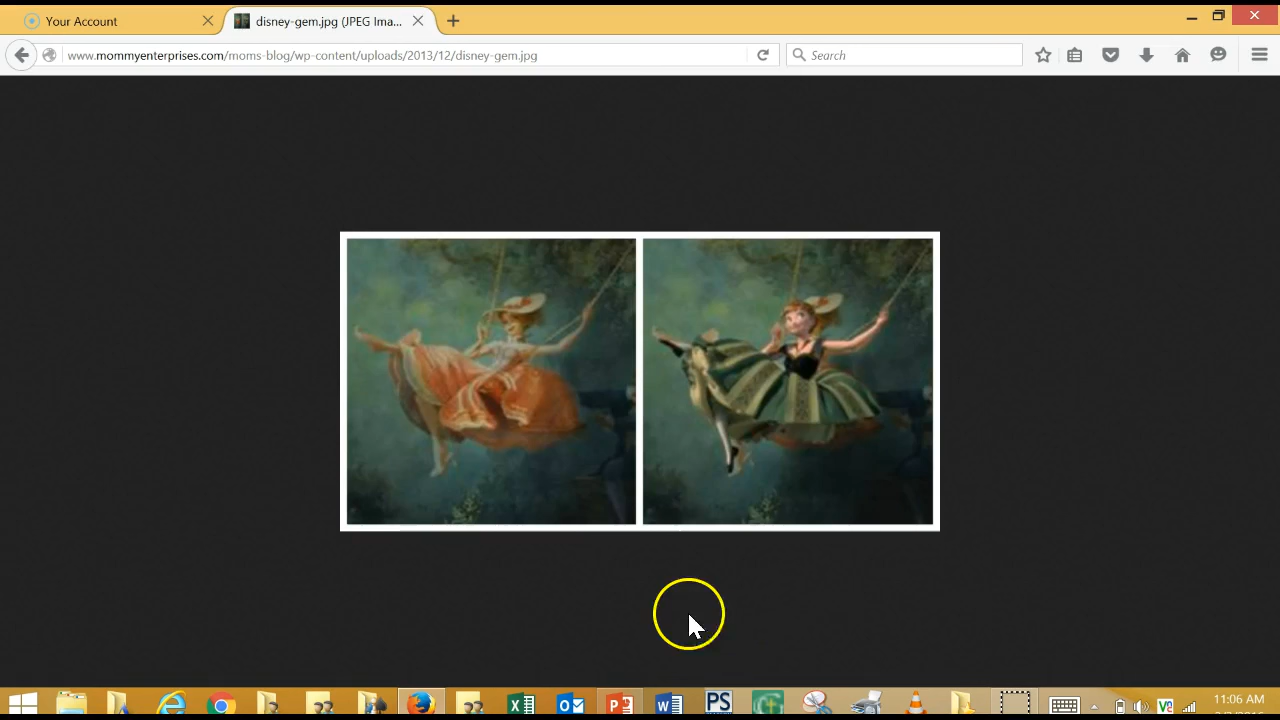 Your Account
disney-gem.jpg (JPEG Ima...
www.mommyenterprises.com/moms-blog/wp-content/uploads/2013/12/disney-gem.jpg
Search
PS
11:06 AM